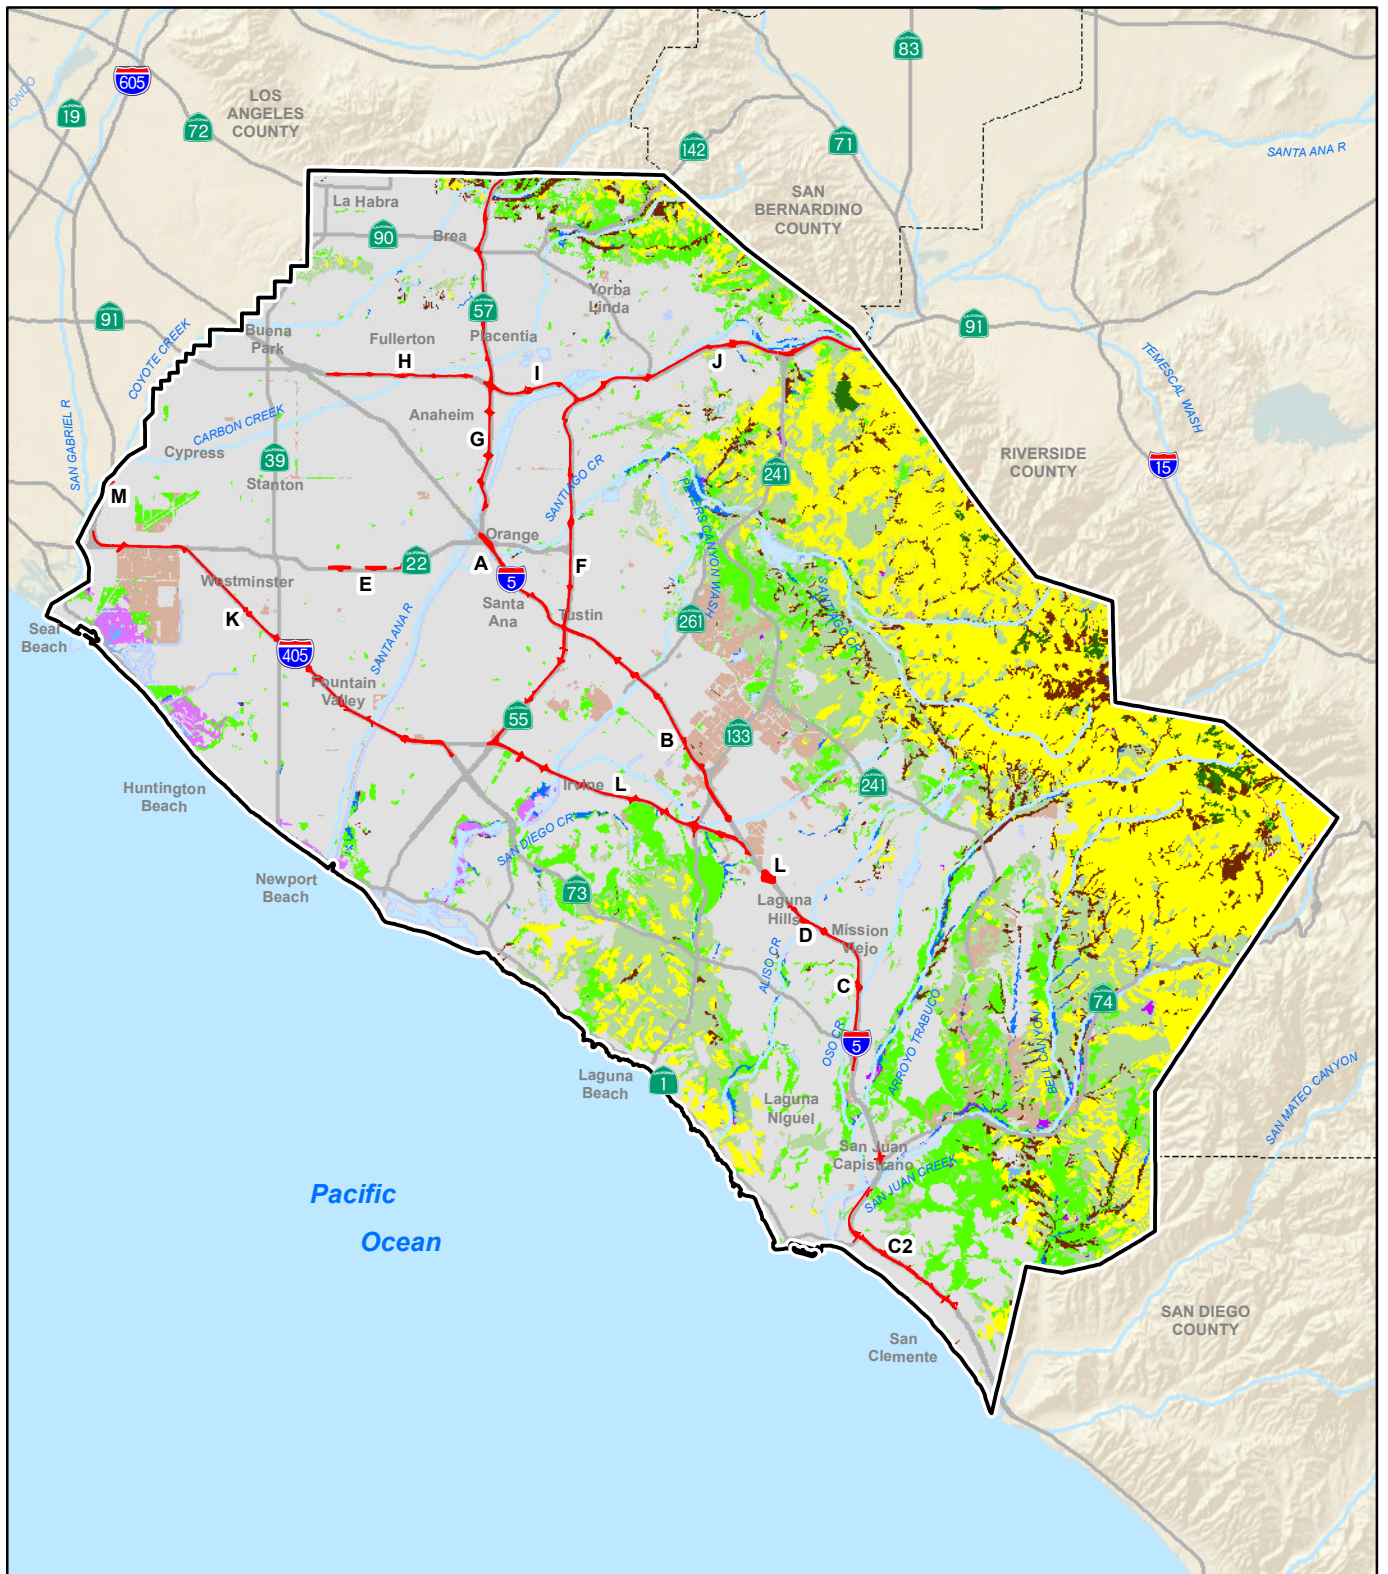 83
605
LOS
ANGELES
COUNTY
19
72
142
71
SANTA ANA R
SAN
BERNARDINO
COUNTY
La Habra
90
Brea
Yorba
Linda
57
91
91
Buena
Park
Fullerton
Placentia
COYOTE CREEK
H
I
J
TEMESCAL WASH
Anaheim
CARBON CREEK
G
Cypress
39
Stanton
SAN GABRIEL R
RIVERSIDE
COUNTY
15
241
M
SANTIAGO CR
Orange
A
F
22
E
5
Westminster
Santa
Ana
Tustin
261
SANTIAGO CR
K
Seal
Beach
SANTA ANA R
405
Fountain
Valley
55
B
133
Irvine
L
241
Huntington
Beach
SAN DIEGO CR
Newport
Beach
73
L
Laguna
Hills
D
Mission
Viejo
ALISO CR
C
74
OSO CR
5
ARROYO TRABUCO
BELL CANYON
Laguna
Beach
1
Laguna
Niguel
SAN MATEO CANYON
San Juan
Capistrano
SAN JUAN CREEK
Pacific
Ocean
C2
SAN DIEGO
COUNTY
San
Clemente